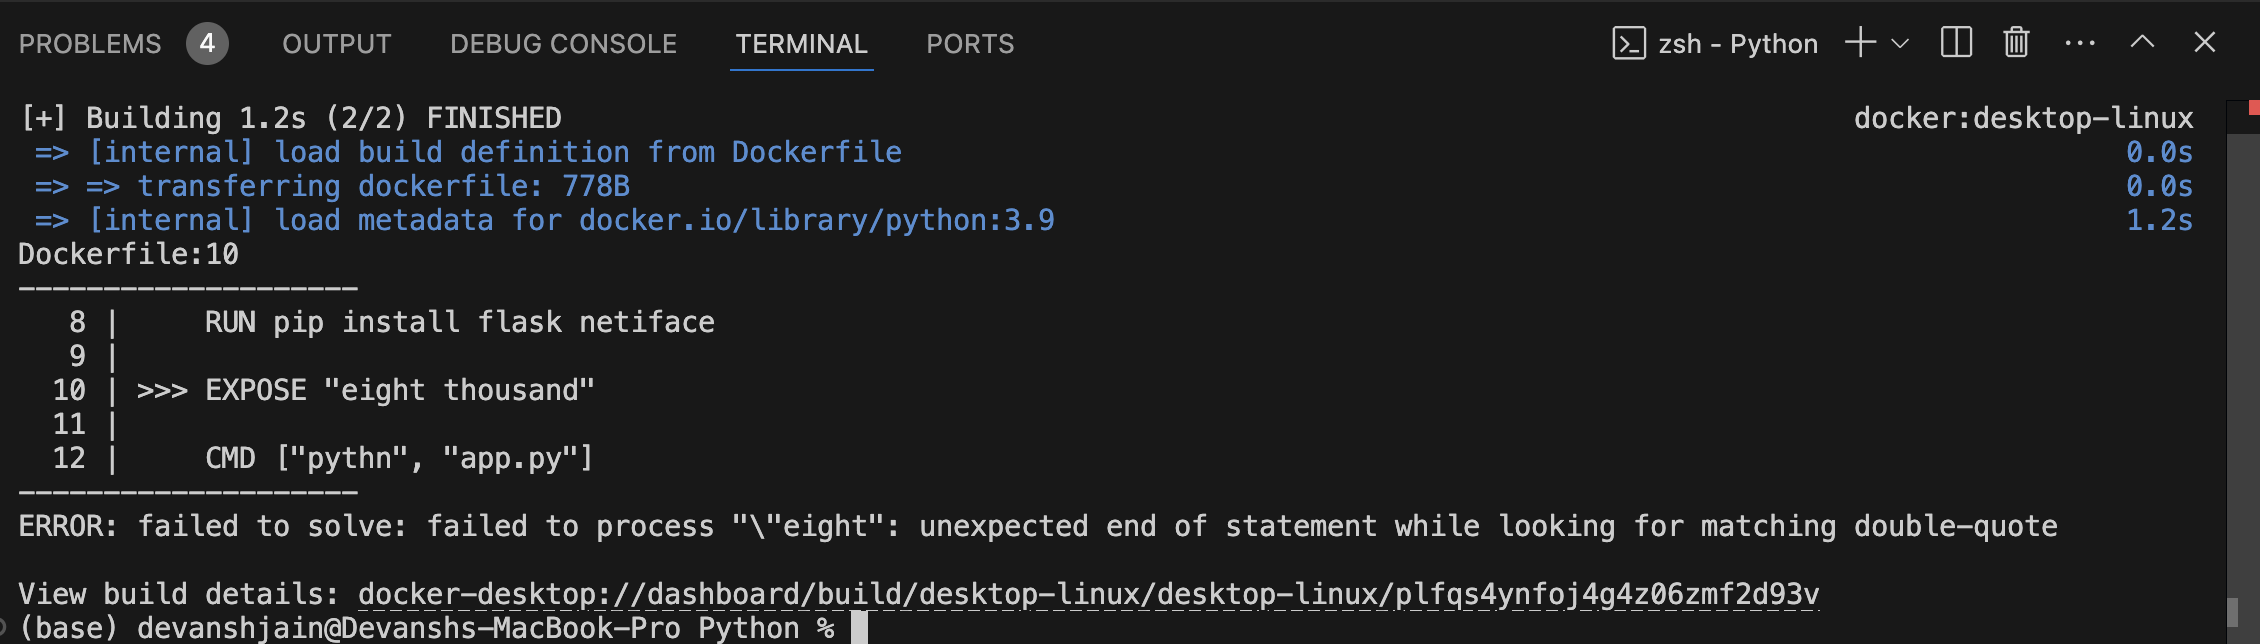 PROBLEMS 4 OUTPUT DEBUG CONSOLE TERMINAL PORTS zsh - Python
[+] Building 1.2s (2/2) FINISHED docker:desktop-linux
=> [internal] load build definition from Dockerfile 0.0s
=> => transferring dockerfile: 778B 0.0s
=> [internal] load metadata for docker.io/library/python:3.9 1.2s
Dockerfile:10
--------------------
8 | RUN pip install flask netiface
9 |
10 | >>> EXPOSE "eight thousand"
11 |
12 | CMD ["pythn", "app.py"]
--------------------
ERROR: failed to solve: failed to process "\"eight": unexpected end of statement while looking for matching double-quote
View build details: docker-desktop://dashboard/build/desktop-linux/desktop-linux/plfqs4ynfoj4g4z06zmf2d93v
(base) devanshjain@Devanshs-MacBook-Pro Python %